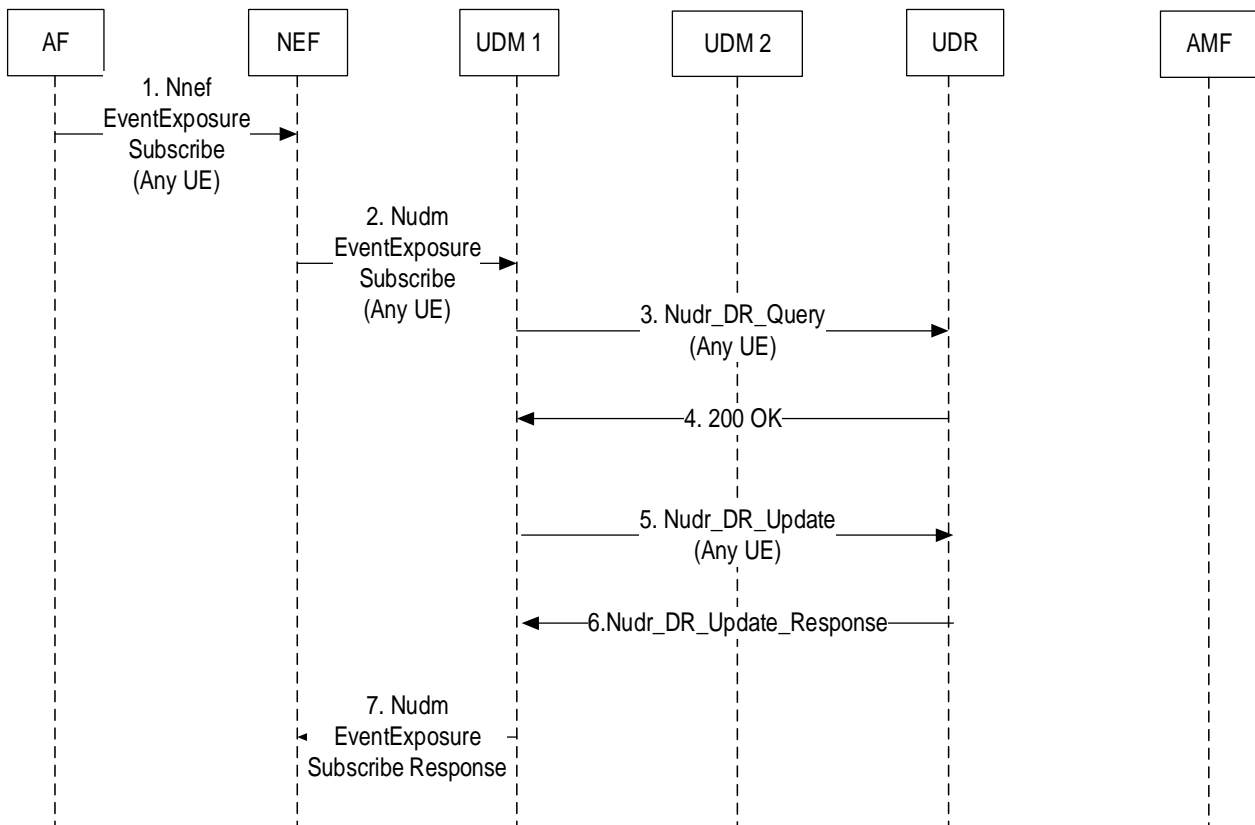 AF
NEF
UDM 1
UDM 2
UDR
AMF
1. Nnef
EventExposure
Subscribe
(Any UE)
2. Nudm
EventExposure
Subscribe
(Any UE)
3. Nudr_DR_Query
(Any UE)
4. 200 OK
5. Nudr_DR_Update
(Any UE)
6.Nudr_DR_Update_Response
7. Nudm
EventExposure
Subscribe Response